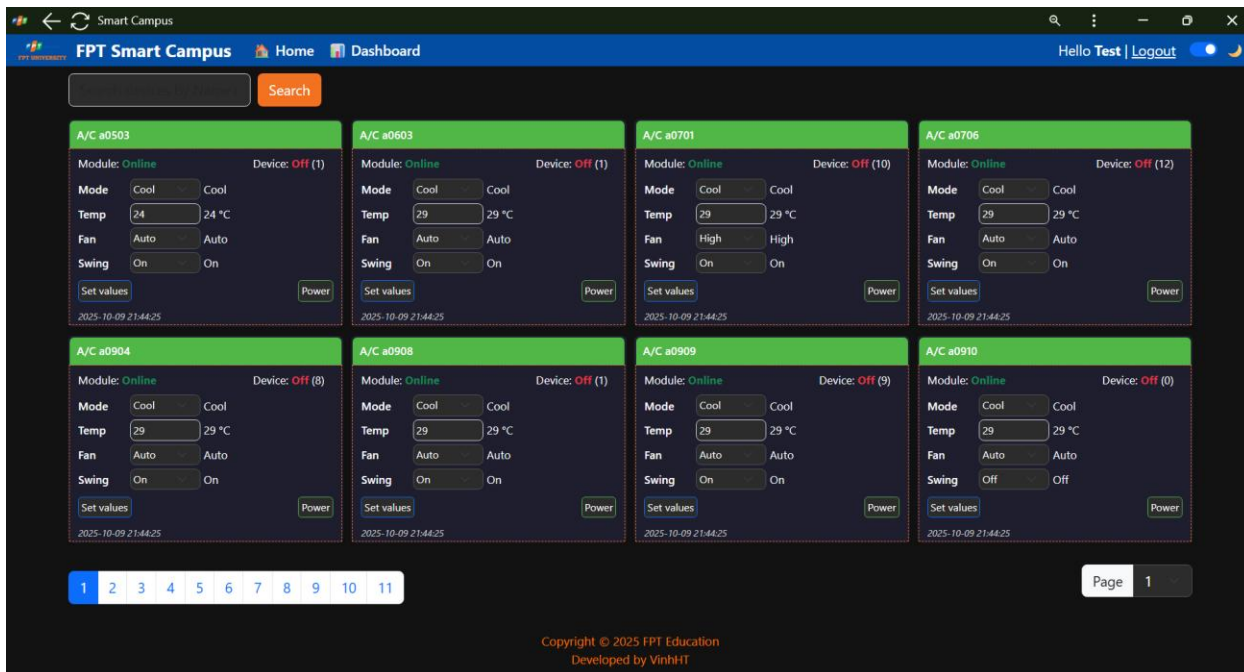 Smart Campus
FPT UNIVERSITY FPT Smart Campus Home Dashboard Hello Test | Logout
Search
A/C a0503 A/C a0603 A/C a0701 A/C a0706
Module: Online Device: Off (1) Module: Online Device: Off (1) Module: Online Device: Off (10) Module: Online Device: Off (12)
Mode Cool Cool Mode Cool Cool Mode Cool Cool Mode Cool Cool
Temp 24 24 °C Temp 29 29 °C Temp 29 29 °C Temp 29 29 °C
Fan Auto Auto Fan Auto Auto Fan High High Fan Auto Auto
Swing On On Swing On On Swing On On Swing On On
Set values Power Set values Power Set values Power Set values Power
2025-10-09 21:44:25 2025-10-09 21:44:25 2025-10-09 21:44:25 2025-10-09 21:44:25
A/C a0904 A/C a0908 A/C a0909 A/C a0910
Module: Online Device: Off (8) Module: Online Device: Off (1) Module: Online Device: Off (9) Module: Online Device: Off (0)
Mode Cool Cool Mode Cool Cool Mode Cool Cool Mode Cool Cool
Temp 29 29 °C Temp 29 29 °C Temp 29 29 °C Temp 29 29 °C
Fan Auto Auto Fan Auto Auto Fan Auto Auto Fan Auto Auto
Swing On On Swing On On Swing On On Swing Off Off
Set values Power Set values Power Set values Power Set values Power
2025-10-09 21:44:25 2025-10-09 21:44:25 2025-10-09 21:44:25 2025-10-09 21:44:25
1 2 3 4 5 6 7 8 9 10 11 Page 1
Copyright © 2025 FPT Education
Developed by VinhHT